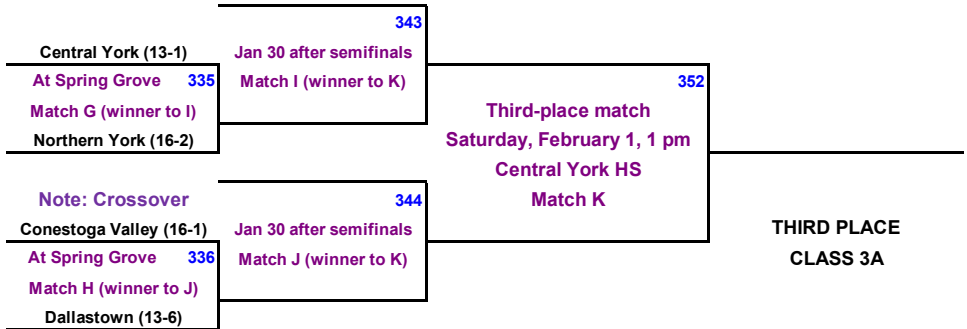 343
Central York (13-1)
Jan 30 after semifinals
At Spring Grove 335
Match I (winner to K)
352
Match G (winner to I)
Third-place match
Northern York (16-2)
Saturday, February 1, 1 pm
Central York HS
Note: Crossover
344
Match K
Conestoga Valley (16-1)
Jan 30 after semifinals
THIRD PLACE
At Spring Grove 336
Match J (winner to K)
CLASS 3A
Match H (winner to J)
Dallastown (13-6)